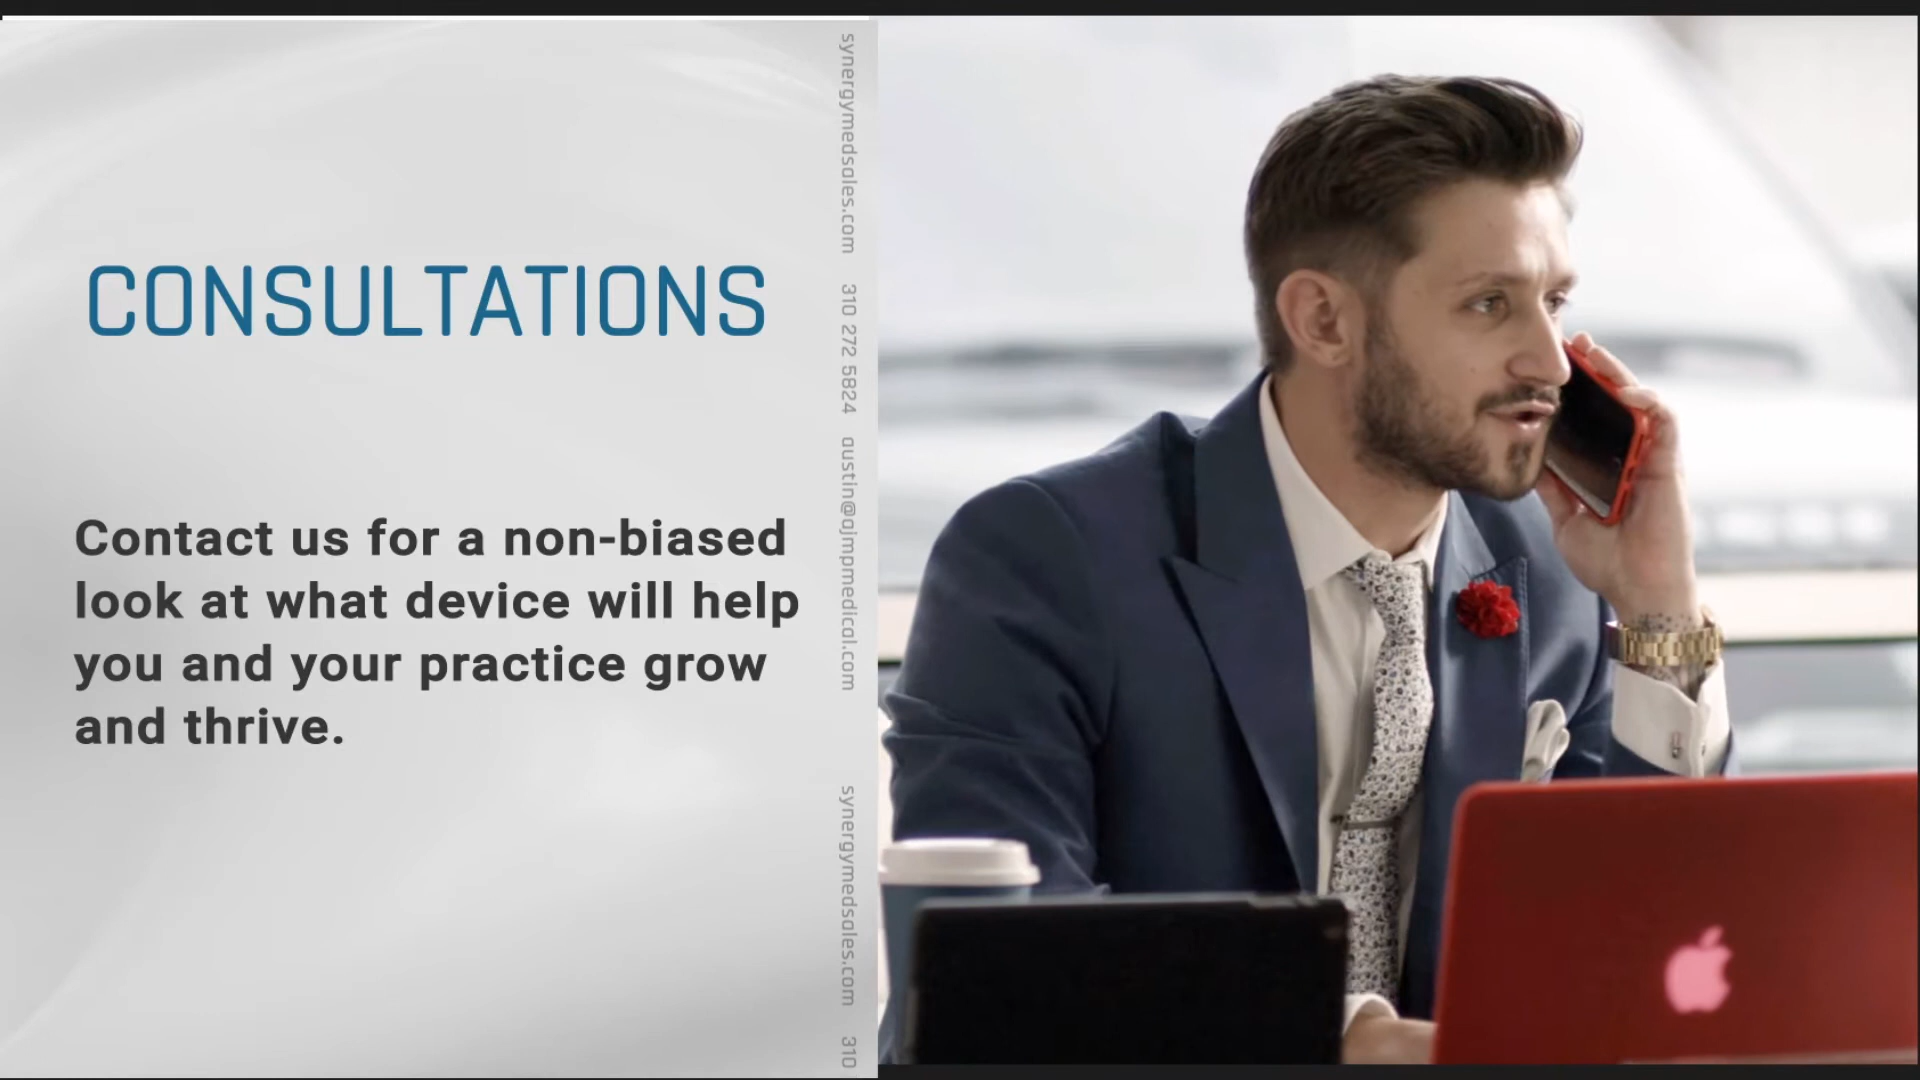 CONSULTATIONS
Contact us for a non-biased
look at what device will help
you and your practice grow
and thrive.
synergymedsales.com 310 272 5824 austin@ajmpmedical.com
synergymedsales.com 310